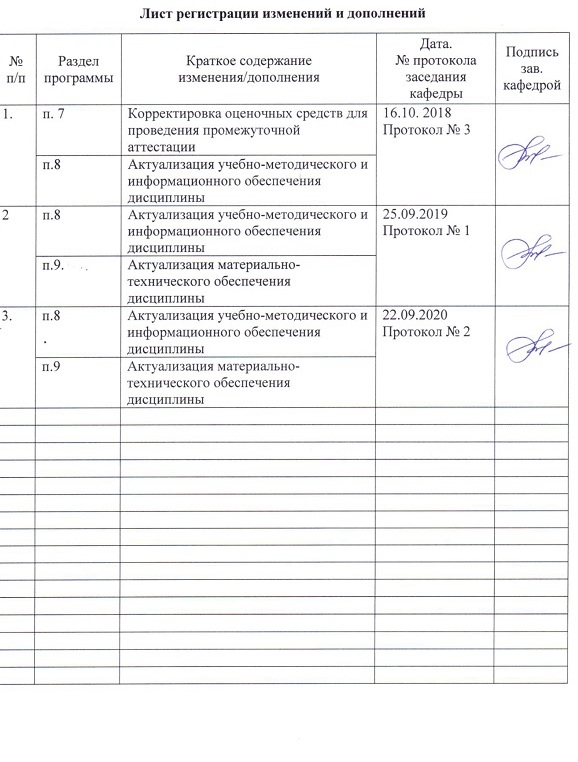 Лист регистрации изменений и дополнений
№
п/п
Раздел
программы
Краткое содержание
изменения/дополнения
Дата.
№ протокола
заседания
кафедры
Подпись
зав.
кафедрой
1.
п. 7
Корректировка оценочных средств для
проведения промежуточной
аттестации
16.10. 2018
Протокол № 3
п.8
Актуализация учебно-методического и
информационного обеспечения
дисциплины
2
п.8
Актуализация учебно-методического и
информационного обеспечения
дисциплины
25.09.2019
Протокол № 1
п.9.
Актуализация материально-
технического обеспечения
дисциплины
3.
п.8
Актуализация учебно-методического и
информационного обеспечения
дисциплины
22.09.2020
Протокол № 2
п.9
Актуализация материально-
технического обеспечения
дисциплины